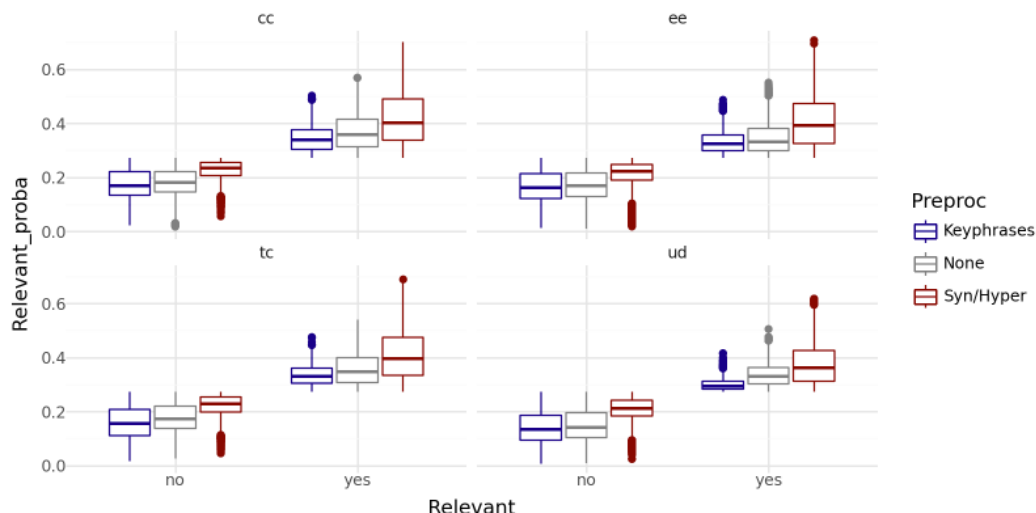 cc
ee
0.6
0.4
0.2
0.0
tc
ud
0.6
0.4
0.2
0.0
no
yes
no
yes
Relevant
Relevant_proba
Preproc
Keyphrases
None
Syn/Hyper